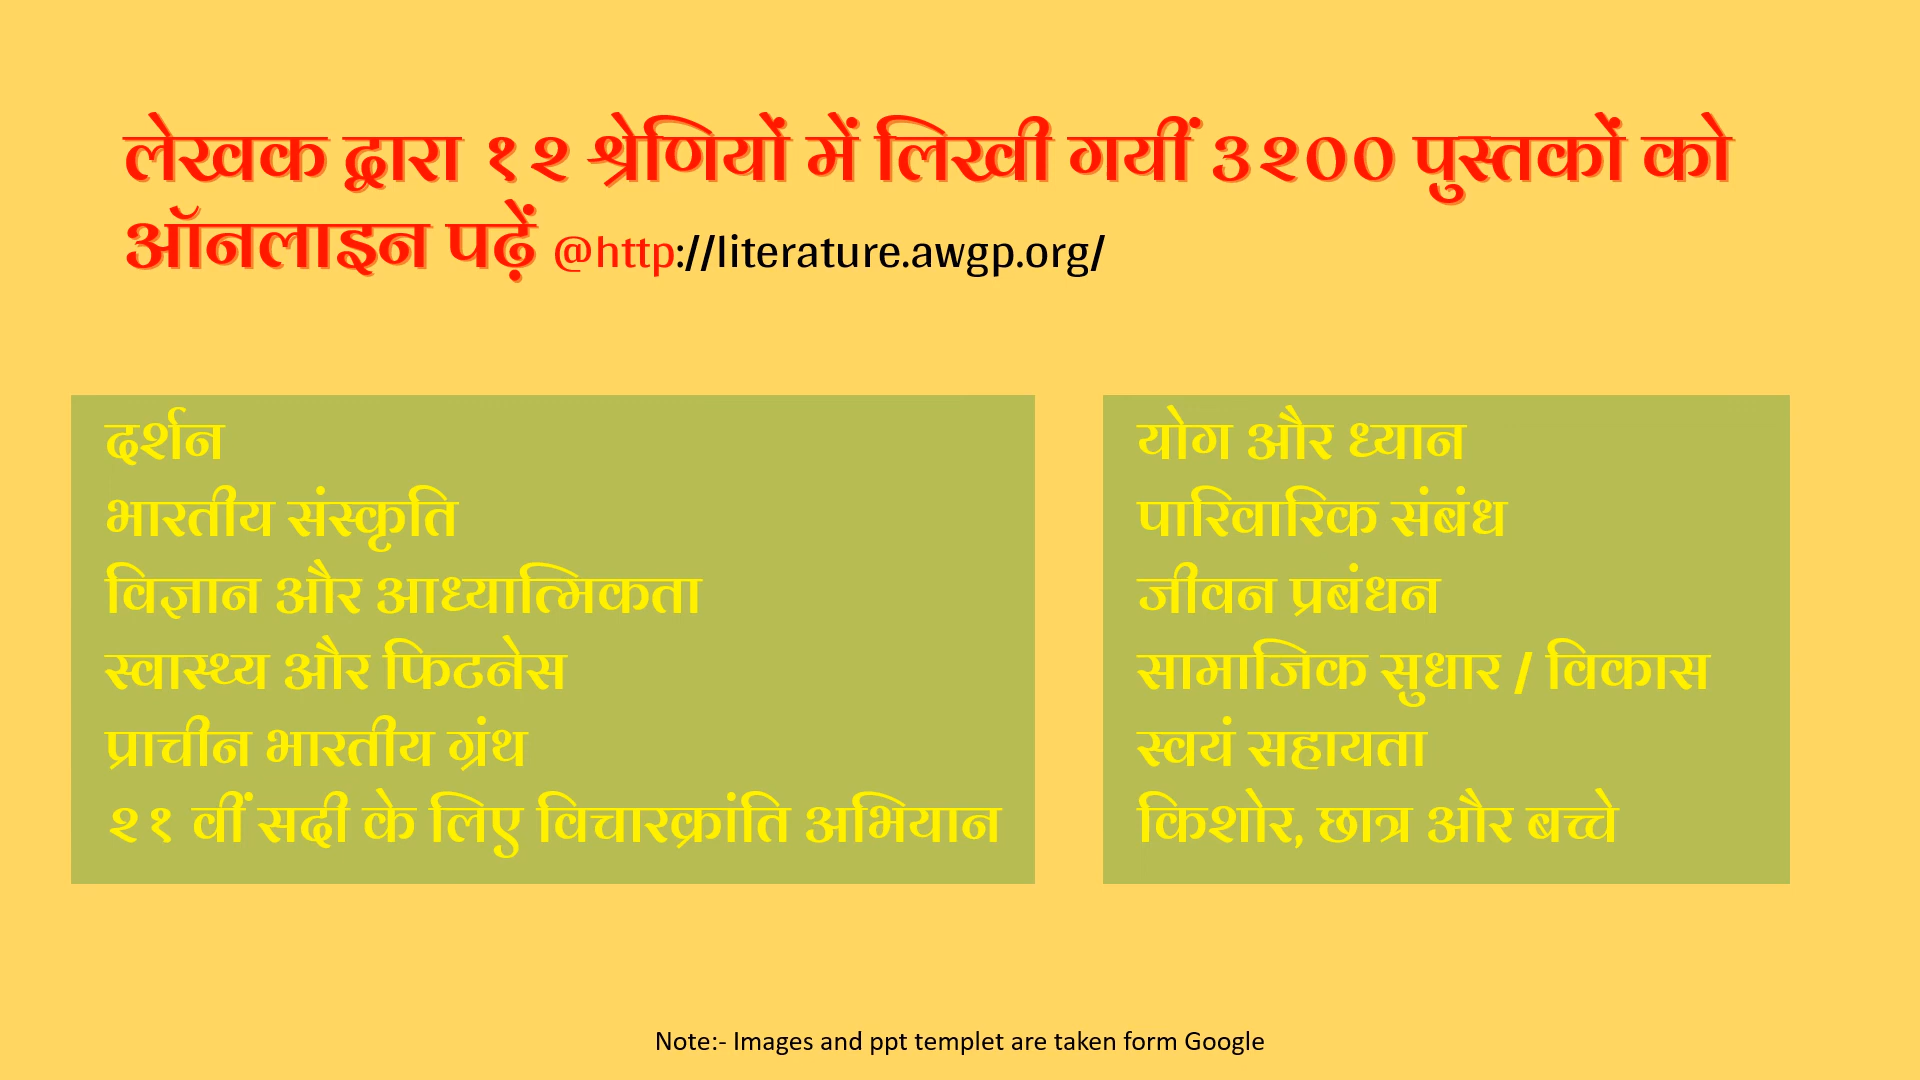 लेखक द्वारा १२ श्रेणियों में लिखी गयीं ३२०० पुस्तकों को
ऑनलाइन पढ़ें @http://literature.awgp.org/
दर्शन
भारतीय संस्कृति
विज्ञान और आध्यात्मिकता
स्वास्थ्य और फिटनेस
प्राचीन भारतीय ग्रंथ
२१ वीं सदी के लिए विचारक्रांति अभियान
योग और ध्यान
पारिवारिक संबंध
जीवन प्रबंधन
सामाजिक सुधार / विकास
स्वयं सहायता
किशोर, छात्र और बच्चे
Note:- Images and ppt templet are taken form Google